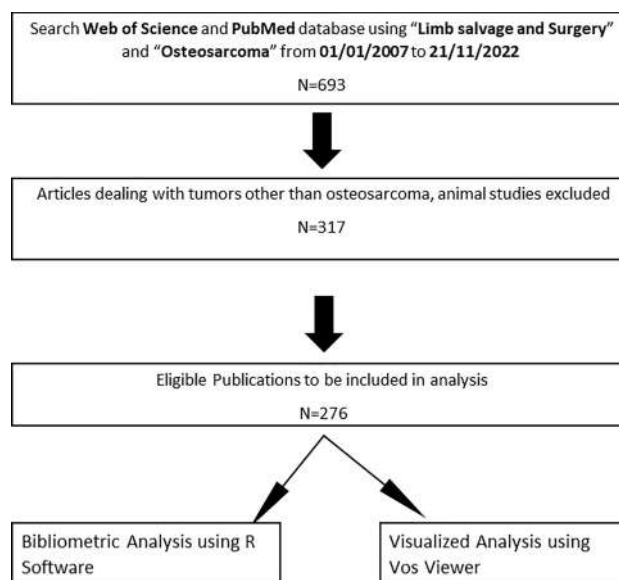 Search Web of Science and PubMed database using “Limb salvage and Surgery”
and “Osteosarcoma” from 01/01/2007 to 21/11/2022
N=693
Articles dealing with tumors other than osteosarcoma, animal studies excluded
N=317
Eligible Publications to be included in analysis
N=276
Bibliometric Analysis using R
Software
Visualized Analysis using
Vos Viewer